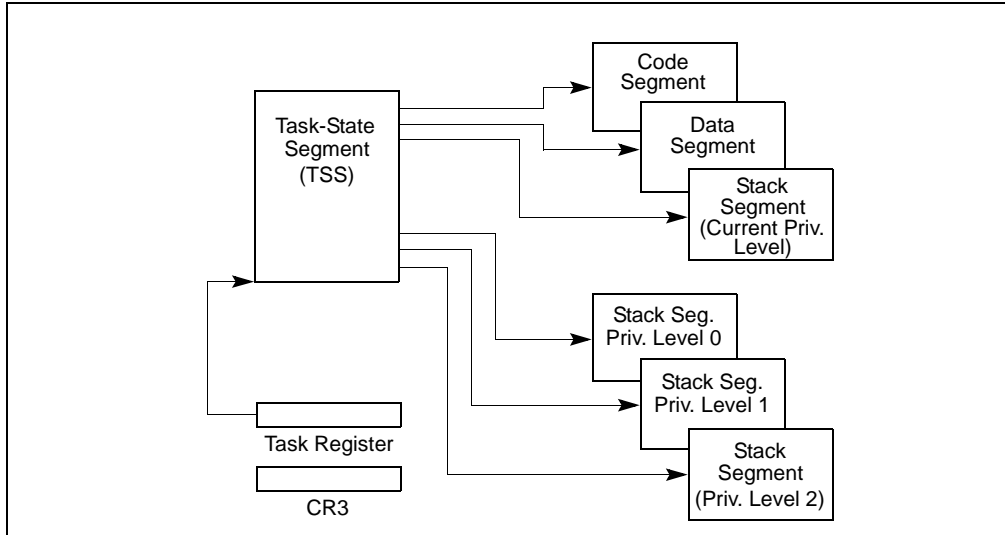 Task-State
Segment
(TSS)
Code
Segment
Data
Segment
Stack
Segment
(Current Priv.
Level)
Stack Seg.
Priv. Level 0
Stack Seg.
Priv. Level 1
Stack
Segment
(Priv. Level 2)
Task Register
CR3